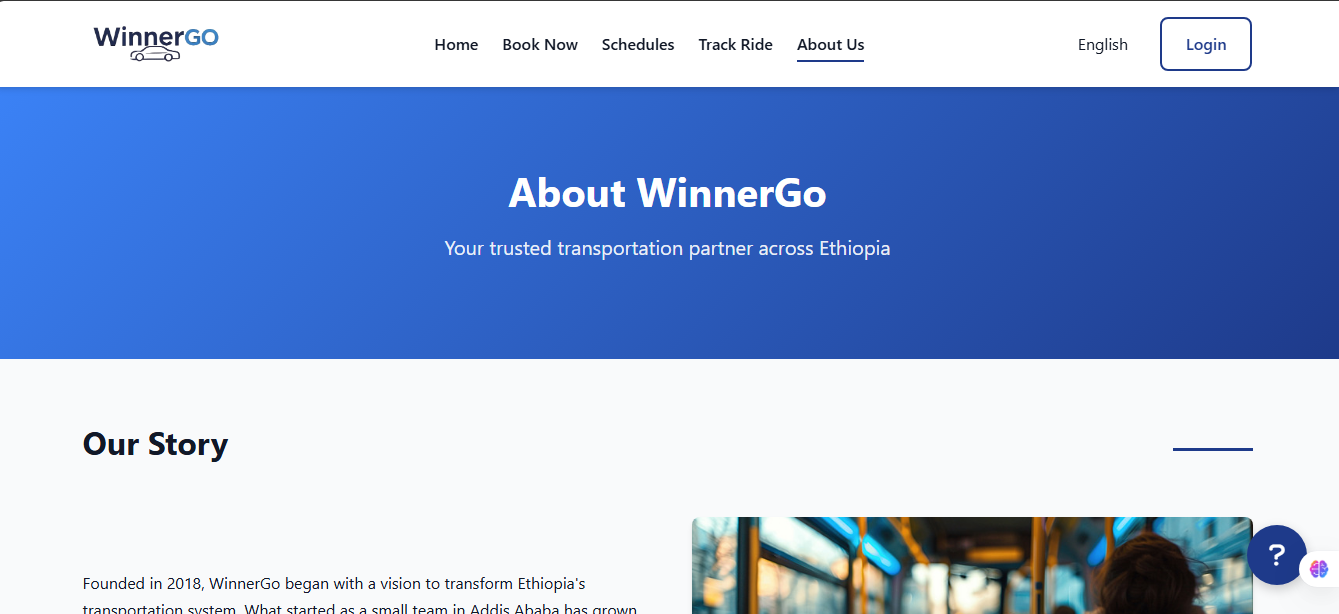 WinnerGO
Home Book Now Schedules Track Ride About Us English Login
About WinnerGo
Your trusted transportation partner across Ethiopia
Our Story
Founded in 2018, WinnerGo began with a vision to transform Ethiopia's
transportation system. What started as a small team in Addis Ababa has grown
?